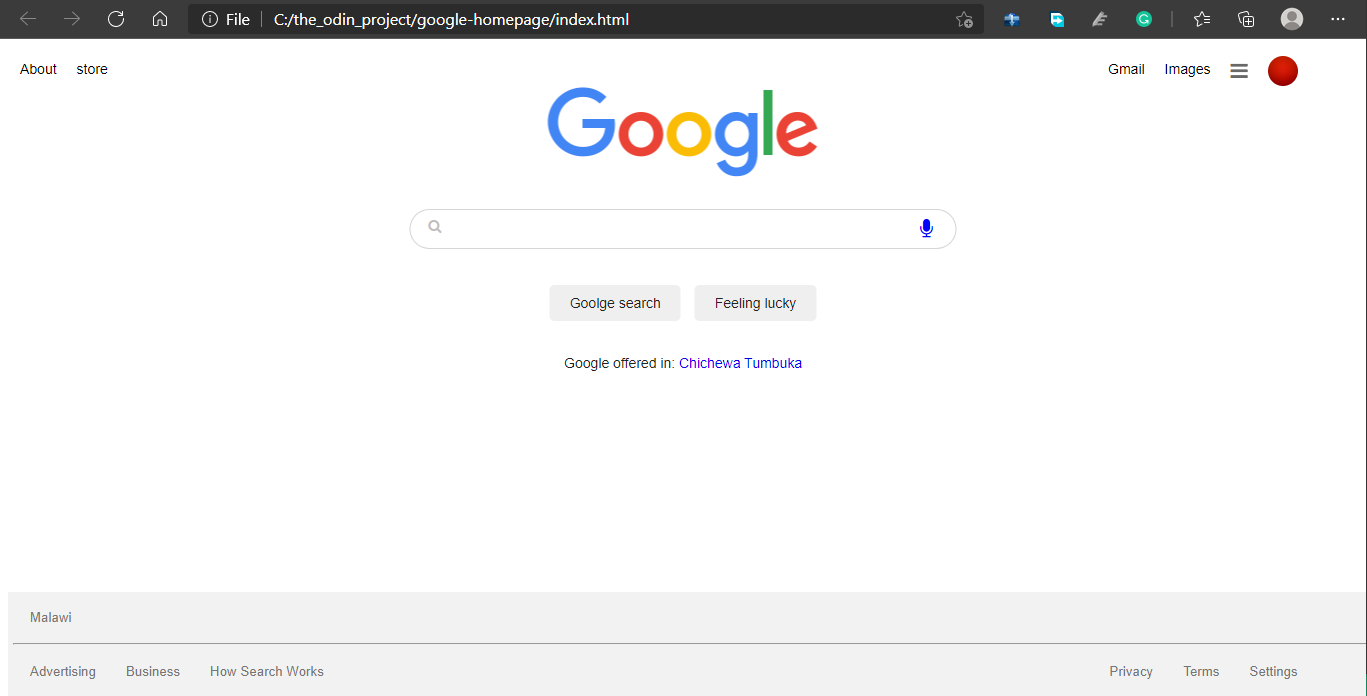 File C:/the_odin_project/google-homepage/index.html
About store Gmail Images
Google
Goolge search Feeling lucky
Google offered in: Chichewa Tumbuka
Malawi
Advertising Business How Search Works Privacy Terms Settings